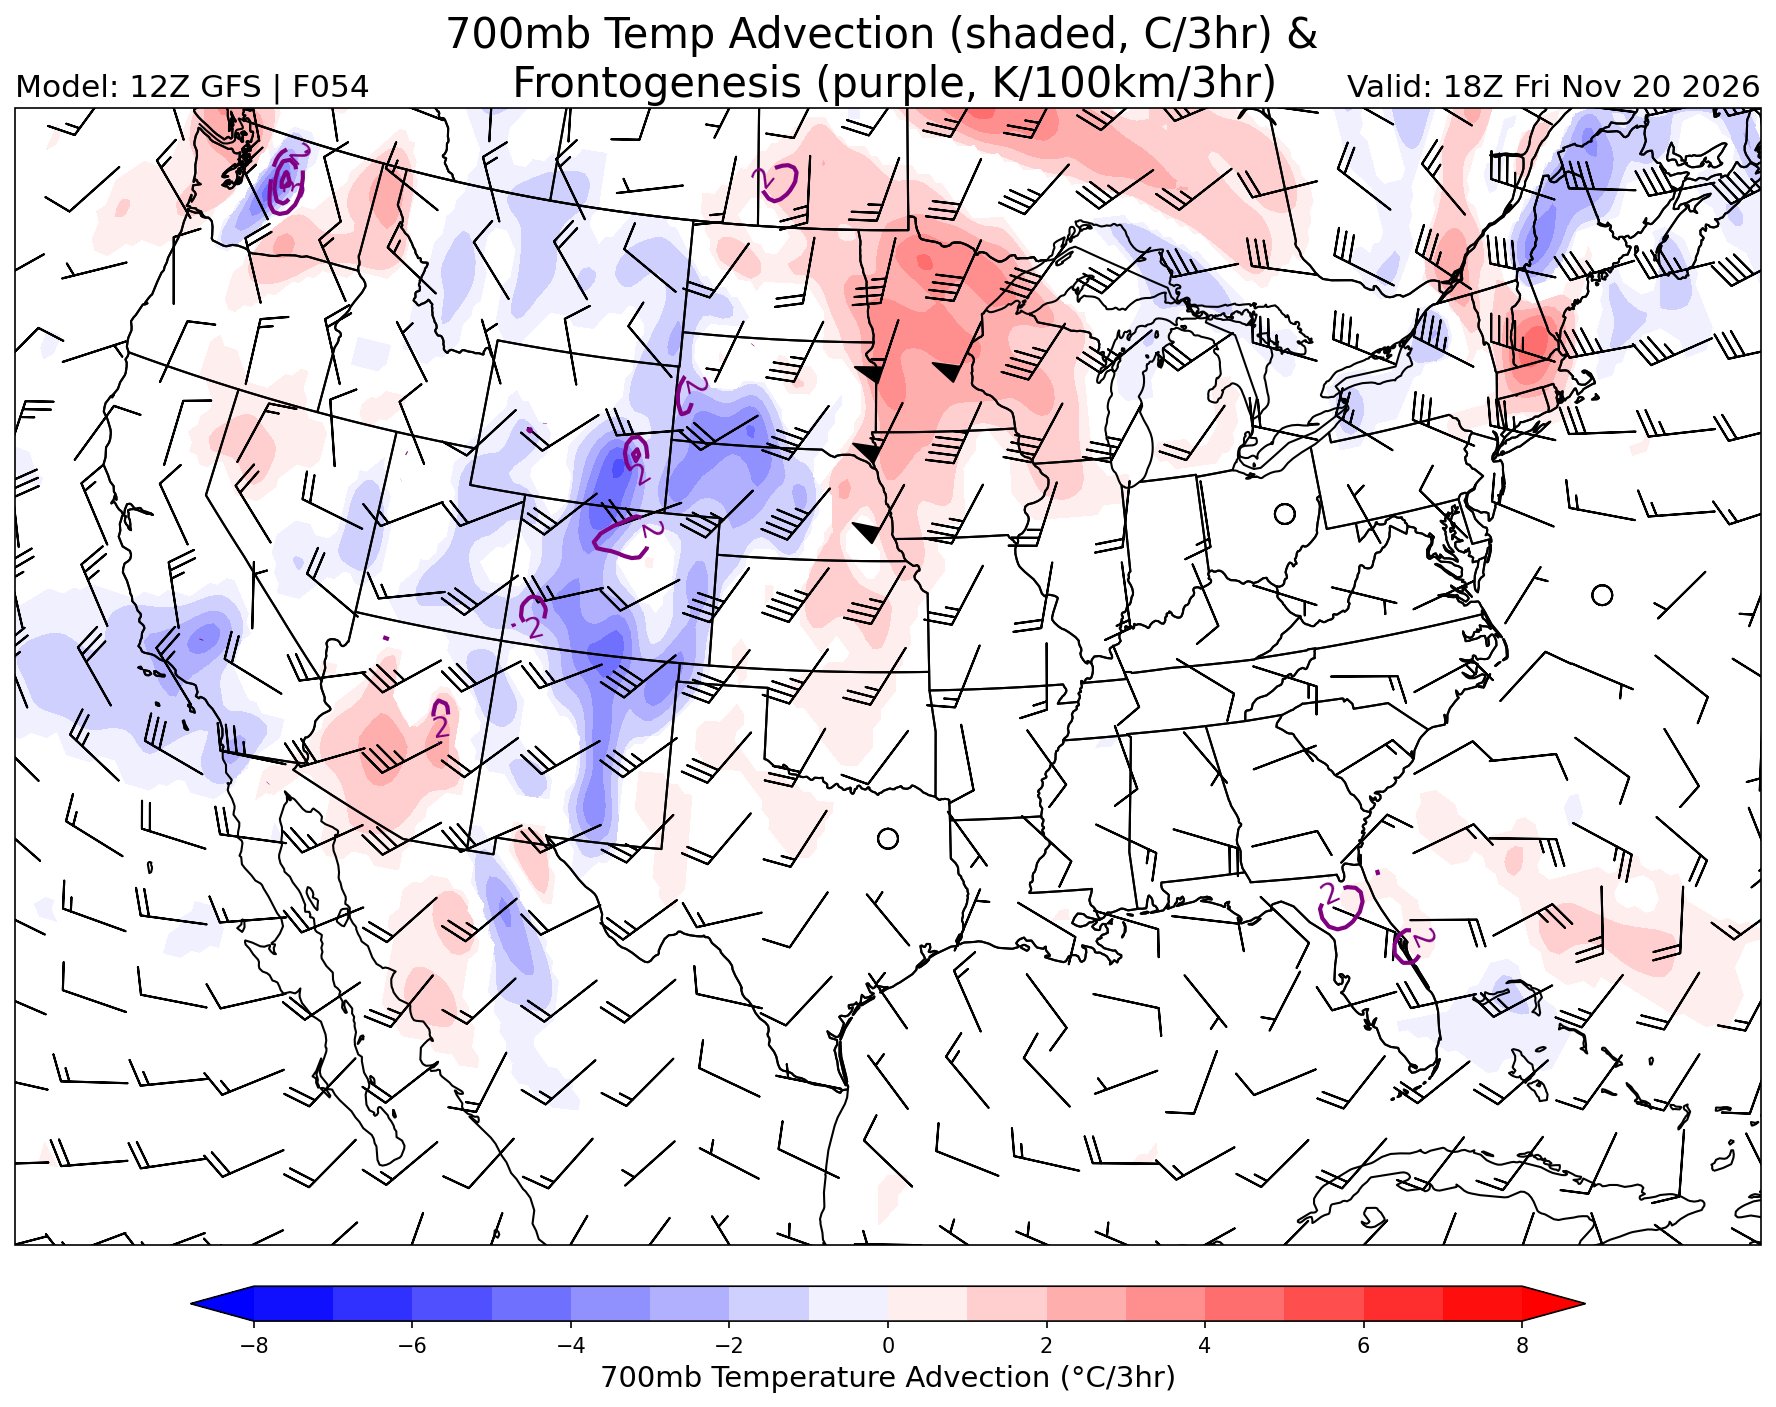 700mb Temp Advection (shaded, C/3hr) &
Model: 12Z GFS | F054 Frontogenesis (purple, K/100km/3hr) Valid: 18Z Fri Nov 20 2026
2
2
2
2
2
2
2
2
2
−8 −6 −4 −2 0 2 4 6 8
700mb Temperature Advection (°C/3hr)